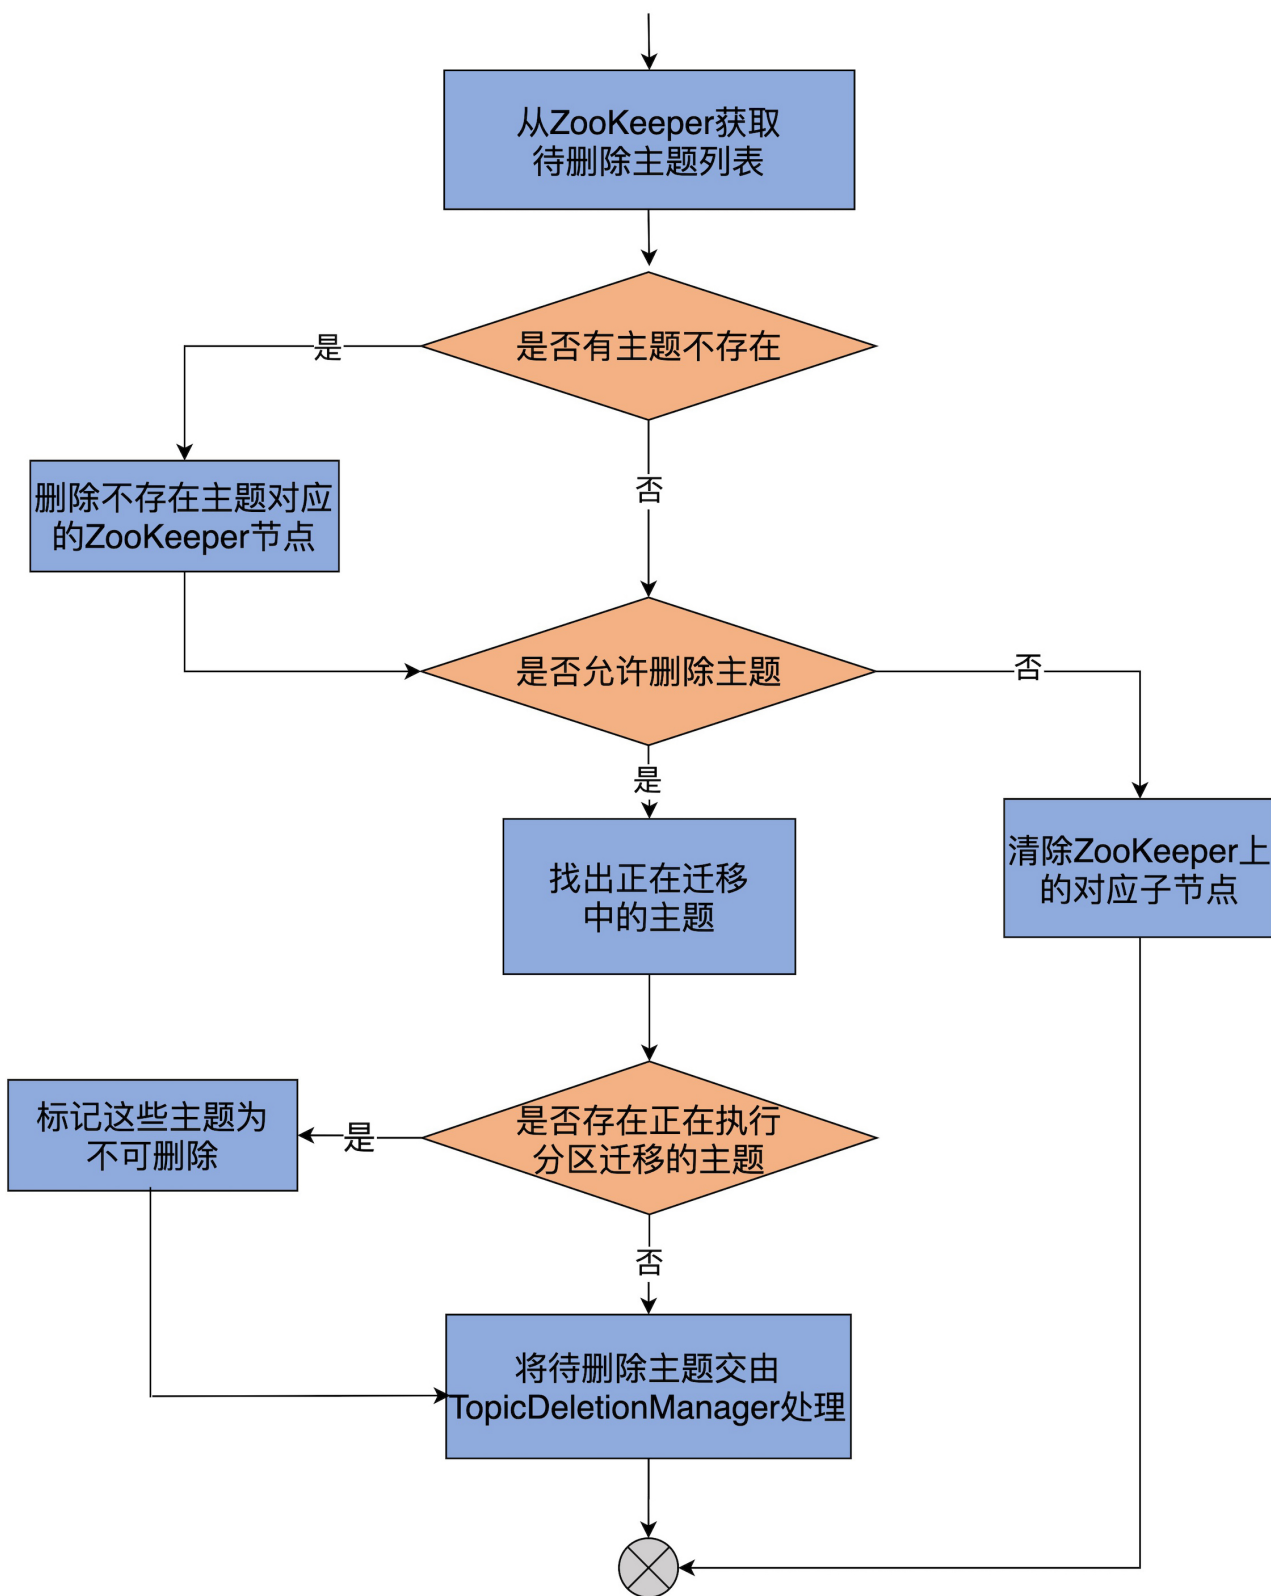 从ZooKeeper获取
待删除主题列表
是否有主题不存在
是
删除不存在主题对应
的ZooKeeper节点
否
是否允许删除主题
否
是
找出正在迁移
中的主题
清除ZooKeeper上
的对应子节点
是否存在正在执行
分区迁移的主题
是
标记这些主题为
不可删除
否
将待删除主题交由
TopicDeletionManager处理